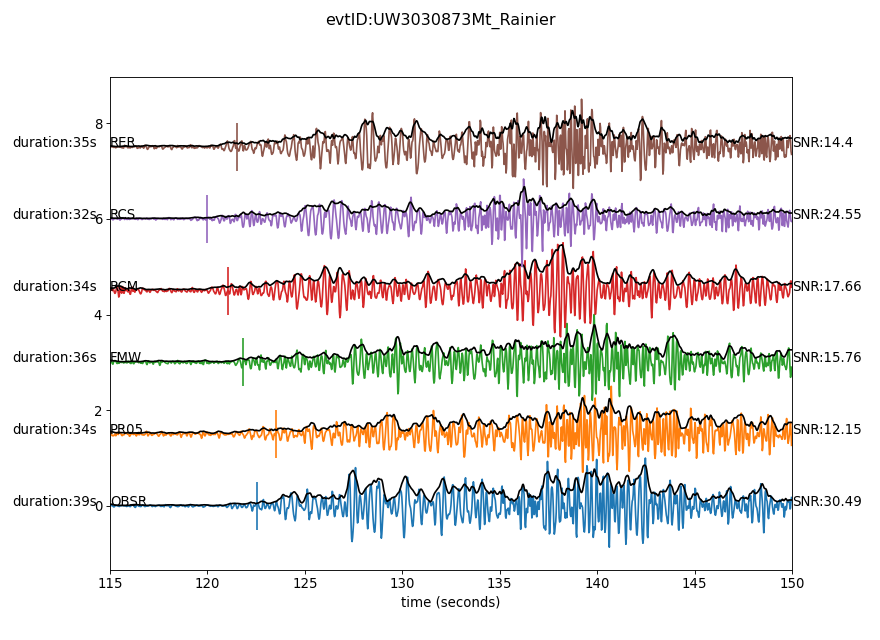 evtID:UW3030873Mt_Rainier
8
duration:35s RER SNR:14.4
duration:32s RCS SNR:24.55
6
duration:34s RSM SNR:17.66
4
duration:36s FMW SNR:15.76
2
duration:34s PR05 SNR:12.15
duration:39s OBSR SNR:30.49
0
115 120 125 130 135 140 145 150
time (seconds)